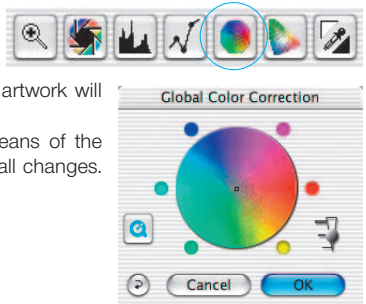 artwork will
Global Color Correction
eans of the
all changes.
Cancel
OK